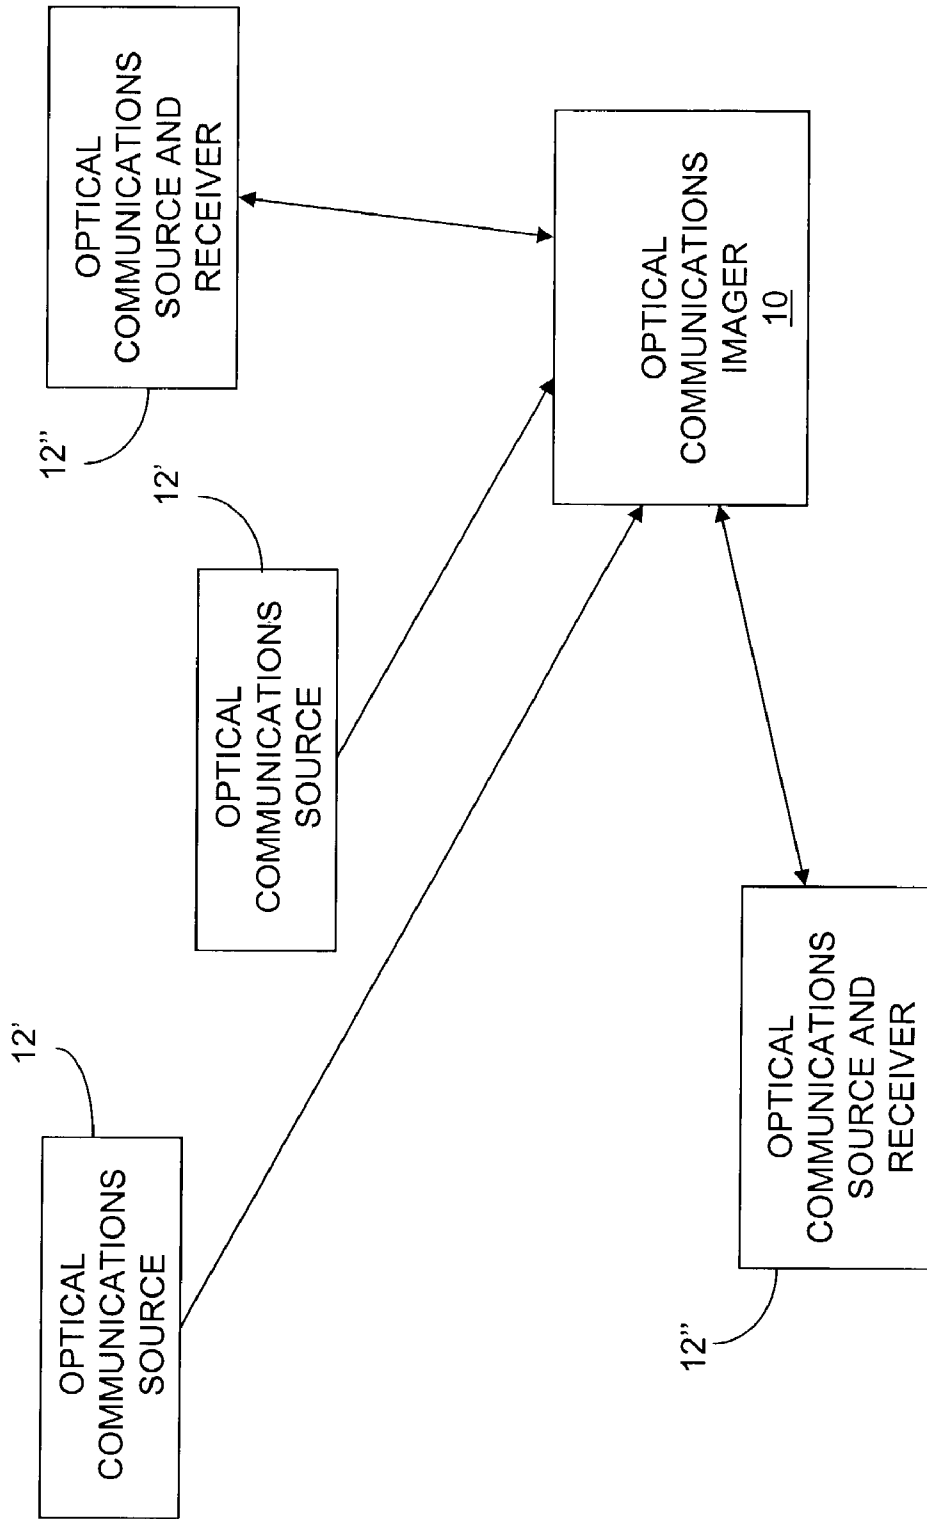 12'
OPTICAL
COMMUNICATIONS
SOURCE
12'
OPTICAL
COMMUNICATIONS
SOURCE
12''
OPTICAL
COMMUNICATIONS
SOURCE AND
RECEIVER
OPTICAL
COMMUNICATIONS
IMAGER
10
12''
OPTICAL
COMMUNICATIONS
SOURCE AND
RECEIVER